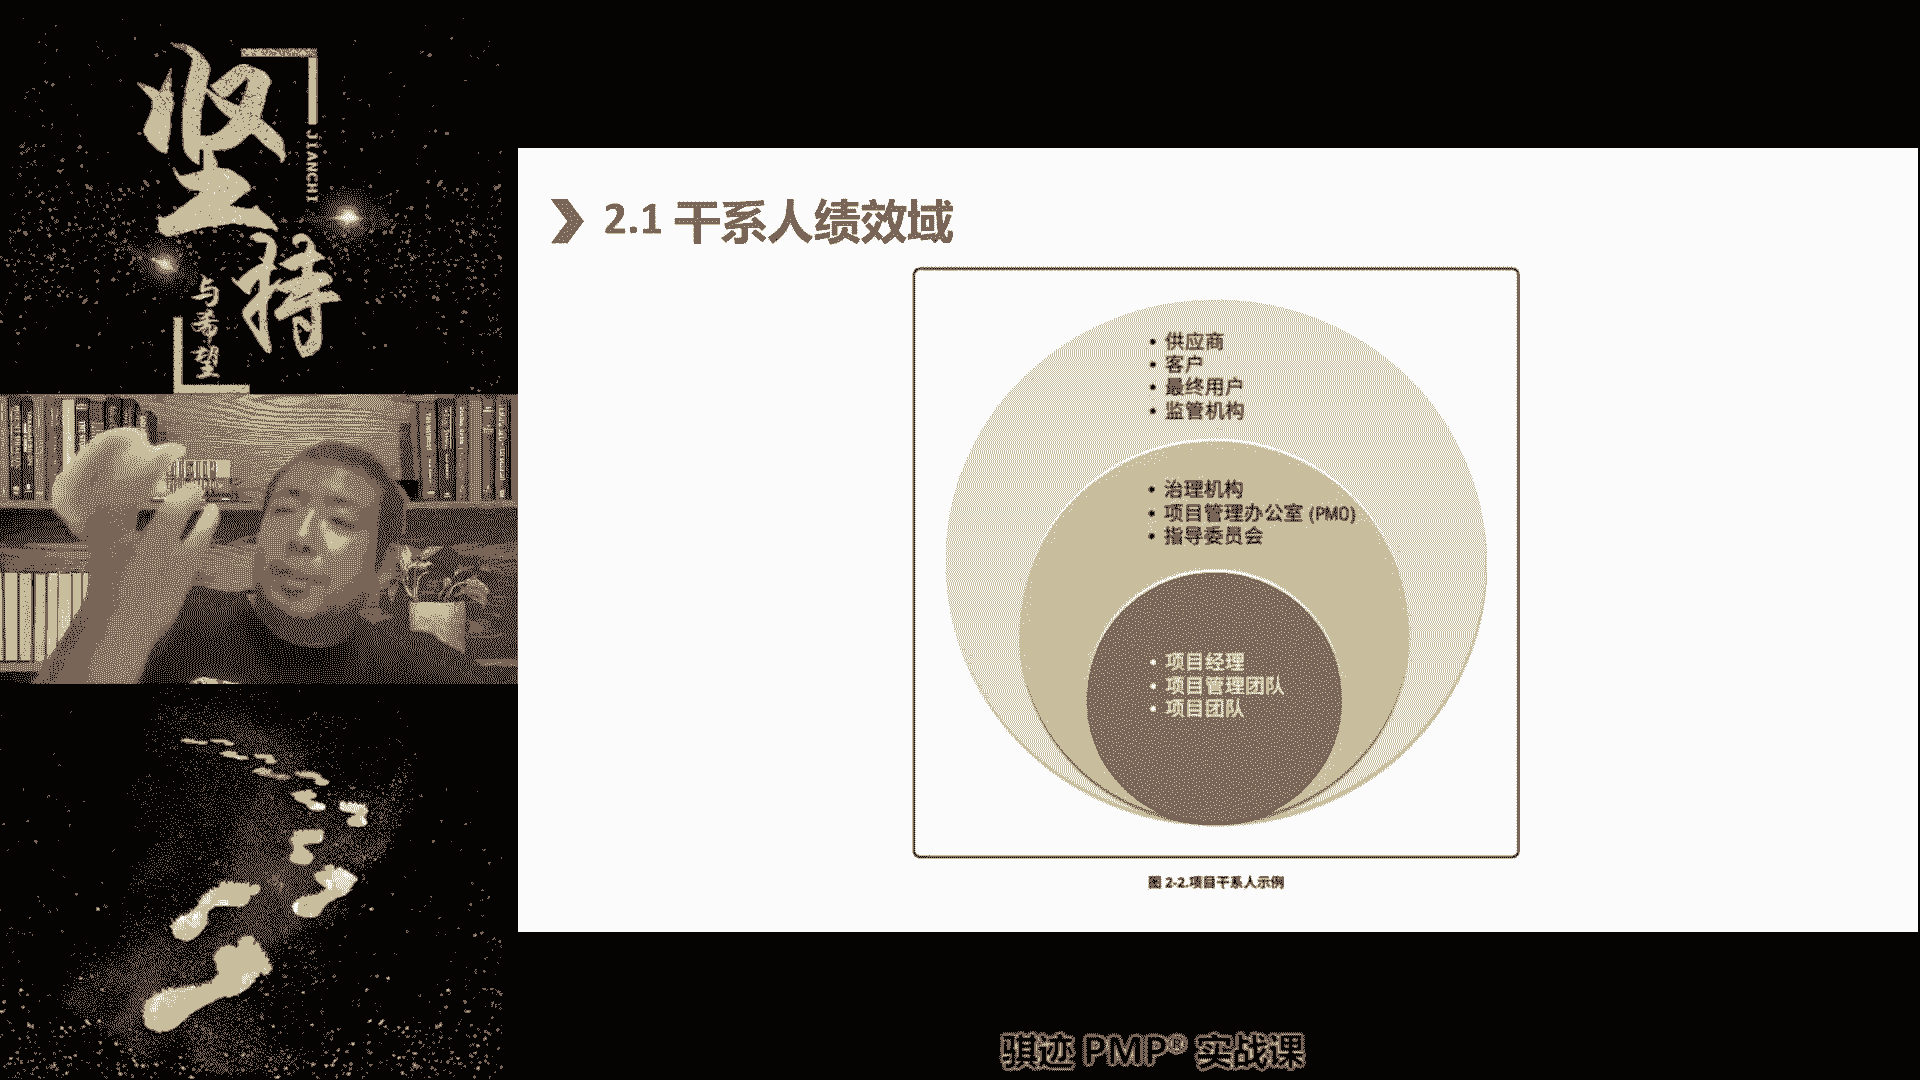 坚持
JIANCHI
与希望
2.1 干系人绩效域
• 供应商
• 客户
• 最终用户
• 监管机构
• 治理机构
• 项目管理办公室 (PMO)
• 指导委员会
• 项目经理
• 项目管理团队
• 项目团队
图 2-2.项目干系人示例
骐迹 PMP® 实战课